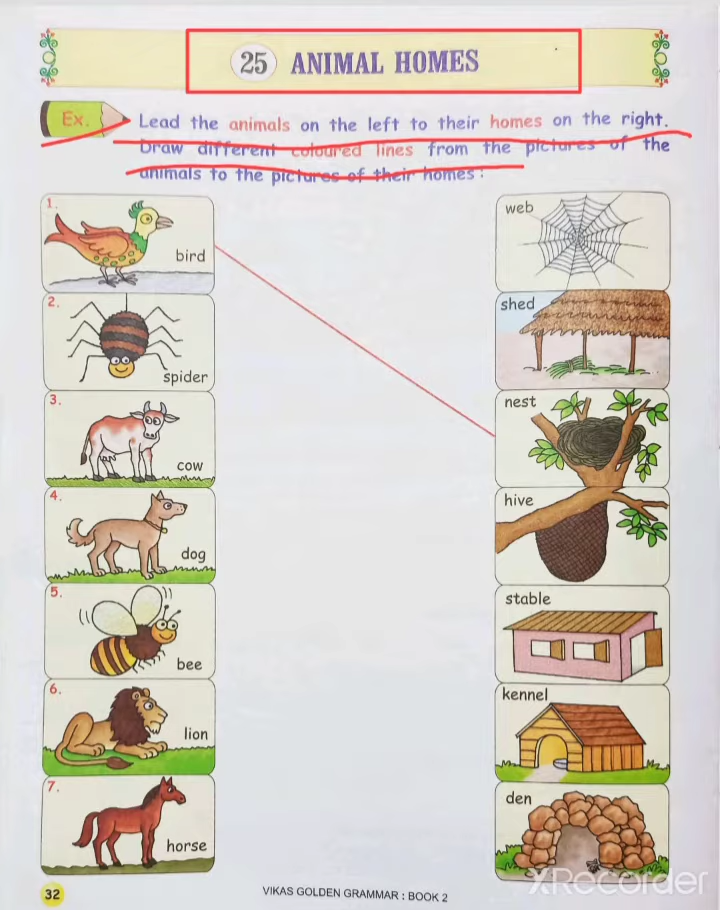 25 ANIMAL HOMES
Ex. Lead the animals on the left to their homes on the right.
Draw different coloured lines from the pictures of the
animals to the pictures of their homes :
1.
bird
web
2.
spider
shed
3.
cow
nest
4.
dog
hive
5.
bee
stable
6.
lion
kennel
7.
horse
den
32
VIKAS GOLDEN GRAMMAR : BOOK 2
XRecorder